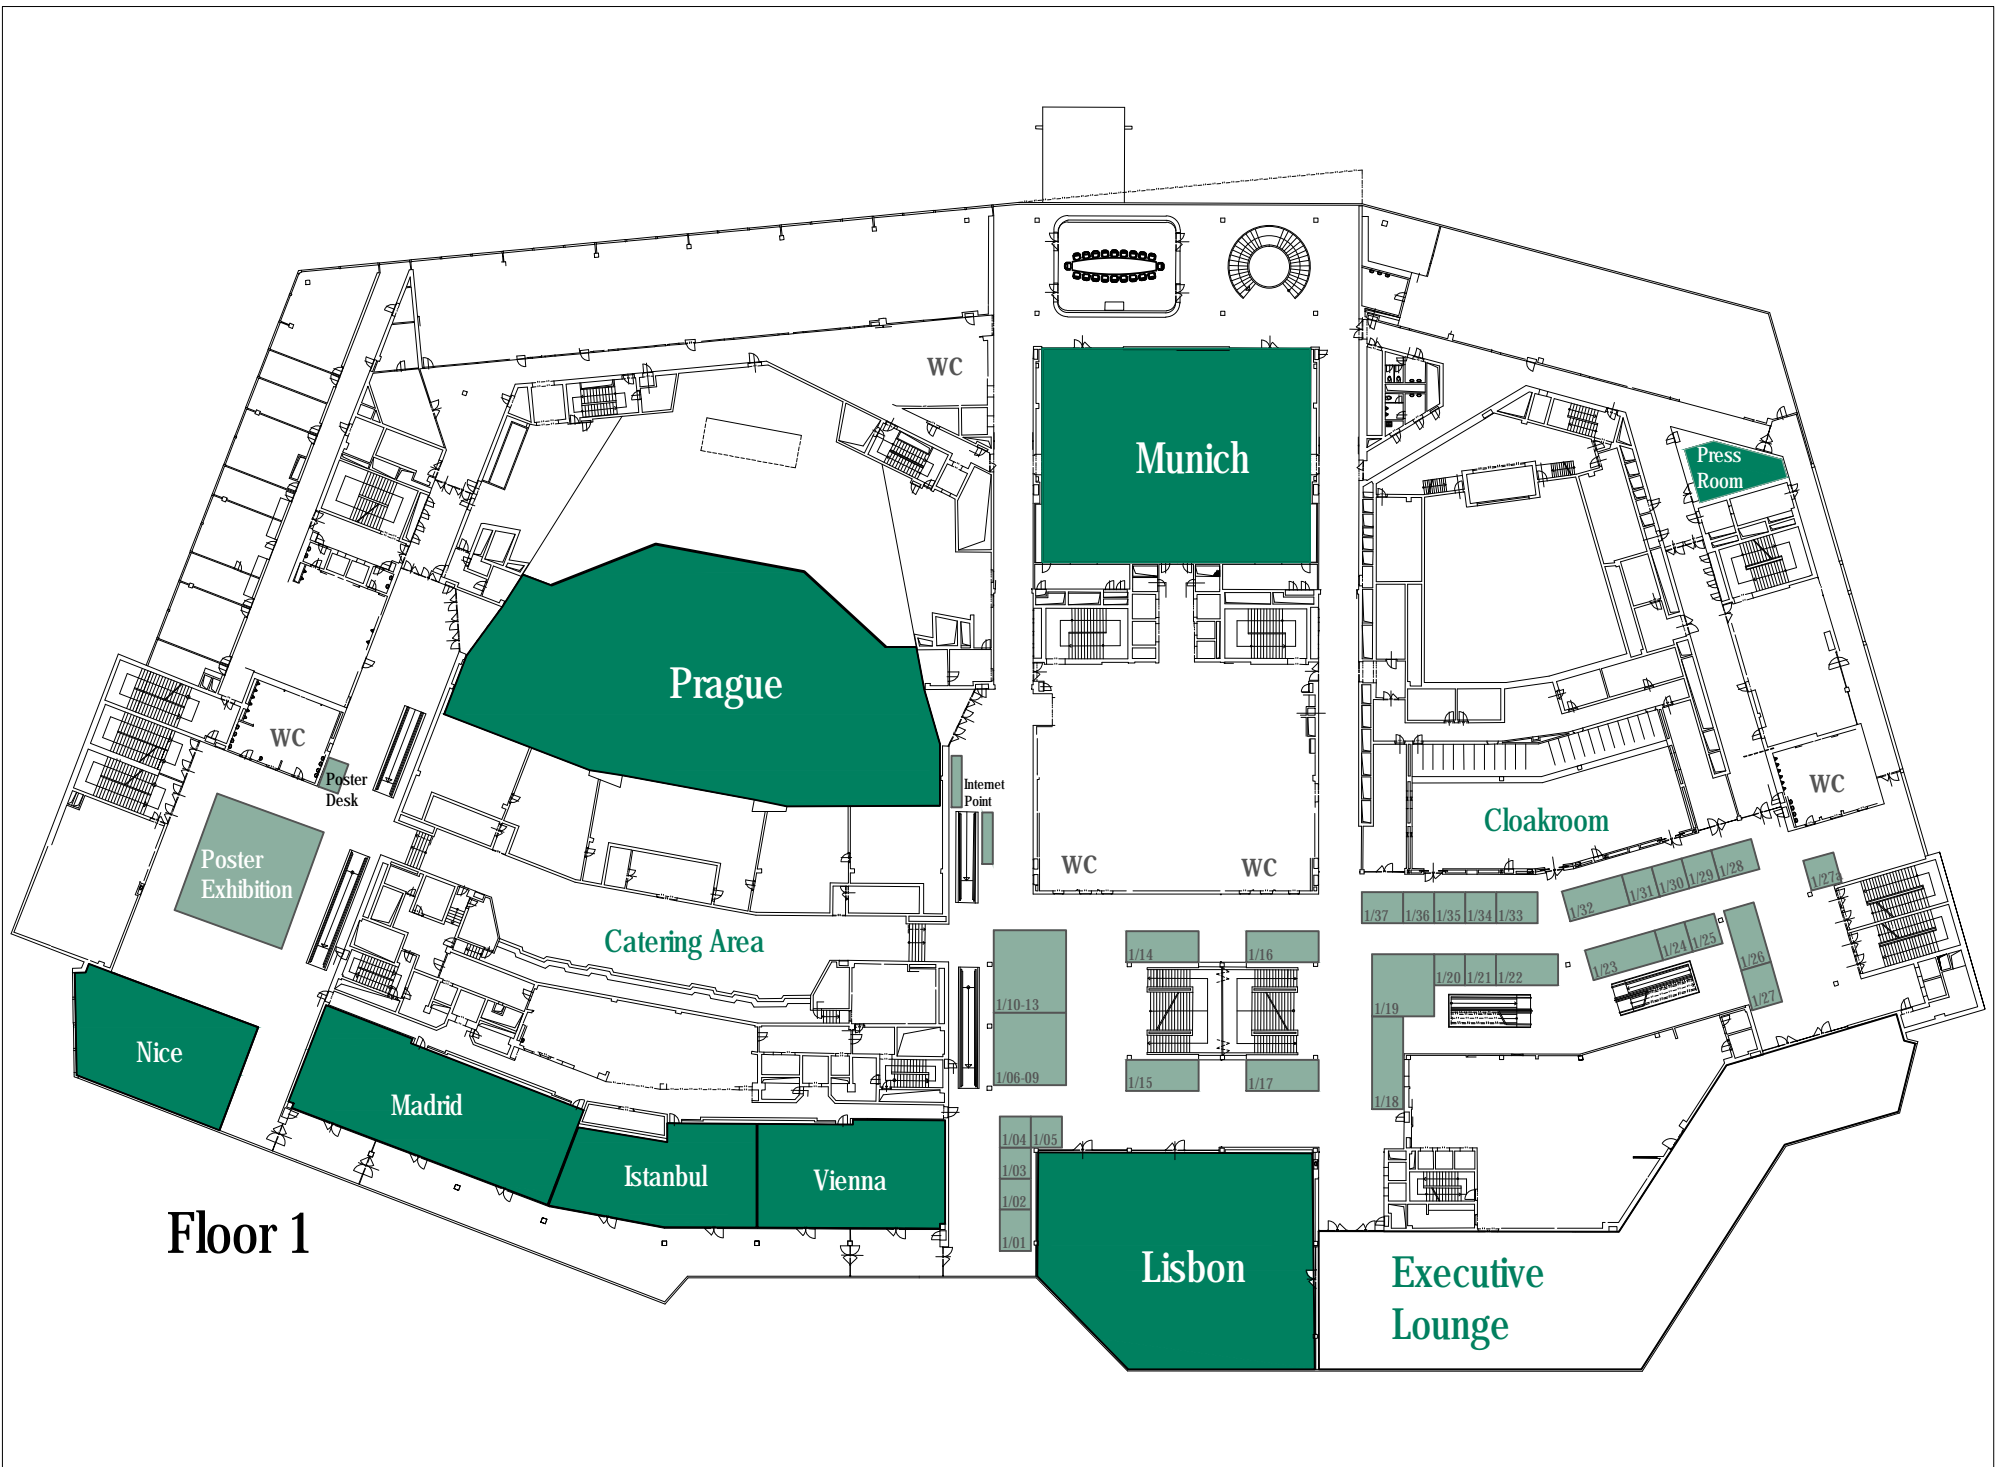 WC
Munich
Press
Room
Prague
WC
Poster
Desk
Internet
Point
WC
Cloakroom
Poster
Exhibition
WC
WC
1/28
1/29
1/30
1/31
1/32
1/27a
1/37
1/36
1/35
1/34
1/33
Catering Area
1/14
1/16
1/25
1/24
1/23
1/26
1/27
1/20
1/21
1/22
1/19
1/10-13
1/06-09
1/15
1/17
1/18
Nice
Madrid
1/04
1/05
1/03
1/02
1/01
Istanbul
Vienna
Floor 1
Lisbon
Executive
Lounge